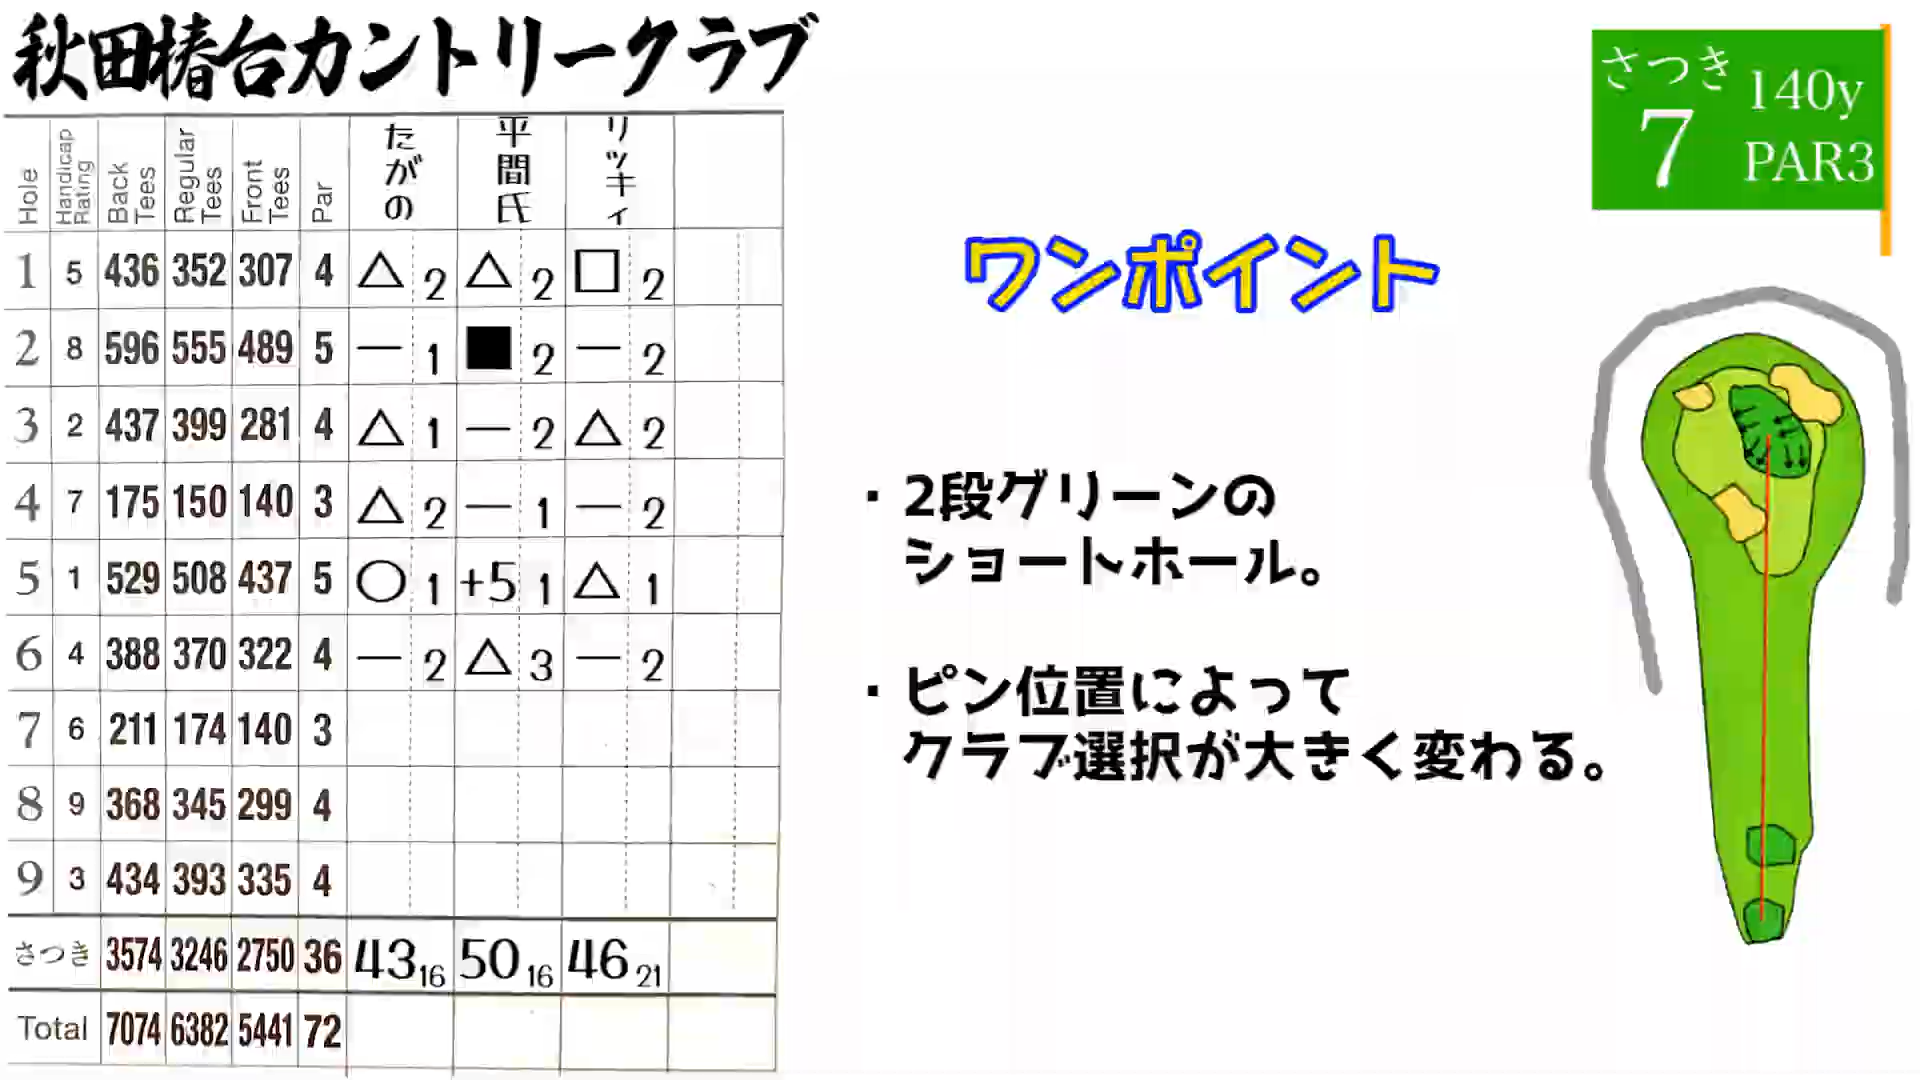 秋田椿台カントリークラブ
Hole Handicap Rating Back Tees Regular Tees Front Tees Par たがの 平間氏 リッキィ
1 5 436 352 307 4 △ 2 △ 2 □ 2
2 8 596 555 489 5 — 1 ■ 2 — 2
3 2 437 399 281 4 △ 1 — 2 △ 2
4 7 175 150 140 3 △ 2 — 1 — 2
5 1 529 508 437 5 ○ 1 +5 1 △ 1
6 4 388 370 322 4 — 2 △ 3 — 2
7 6 211 174 140 3
8 9 368 345 299 4
9 3 434 393 335 4
さつき 3574 3246 2750 36 43 16 50 16 46 21
Total 7074 6382 5441 72
さつき
7
140y
PAR3
ワンポイント
・2段グリーンの
ショートホール。
・ピン位置によって
クラブ選択が大きく変わる。